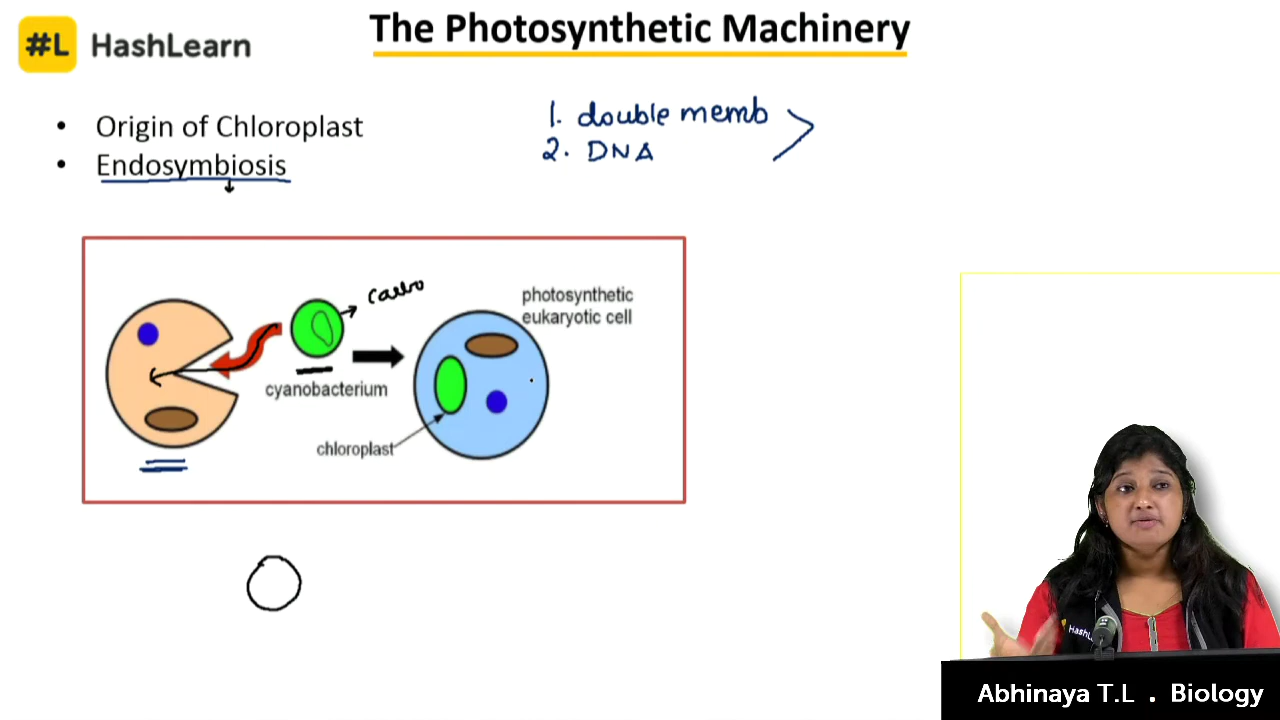 #L HashLearn
The Photosynthetic Machinery
• Origin of Chloroplast
• Endosymbiosis
1. double memb
2. DNA
carbo
photosynthetic
eukaryotic cell
cyanobacterium
chloroplast
Abhinaya T.L . Biology